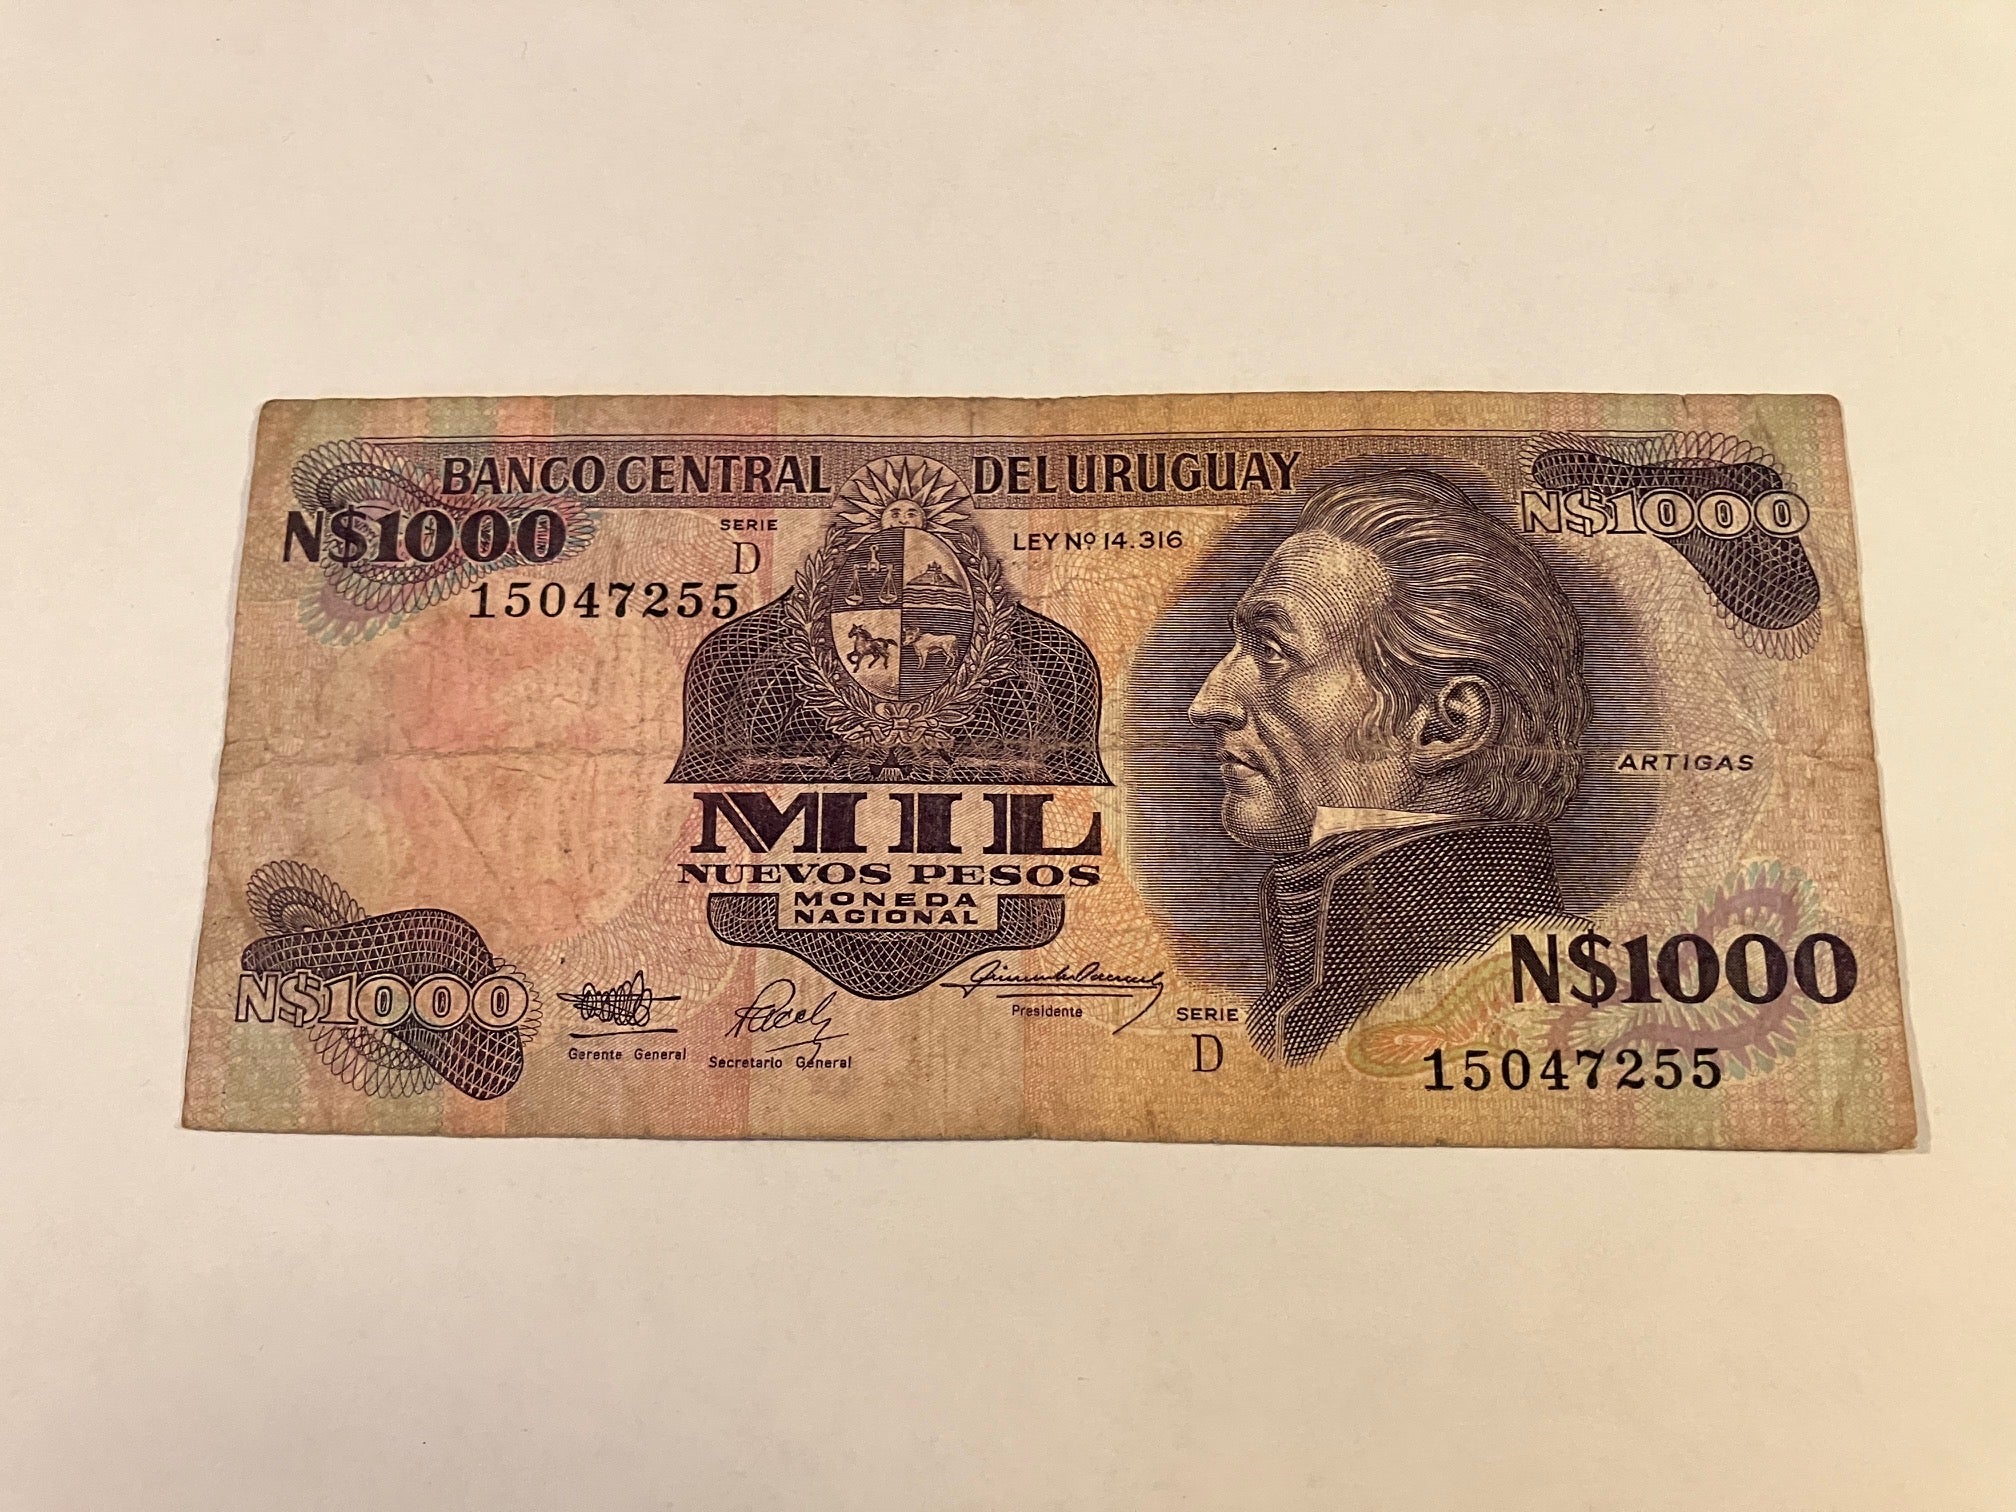 BANCO CENTRAL DEL URUGUAY
N$1000
N$1000
SERIE
D
LEY Nº 14.316
15047255
ARTIGAS
MIL
NUEVOS PESOS
MONEDA
NACIONAL
N$1000
N$1000
Gerente General
Secretario General
Presidente
SERIE
D
15047255